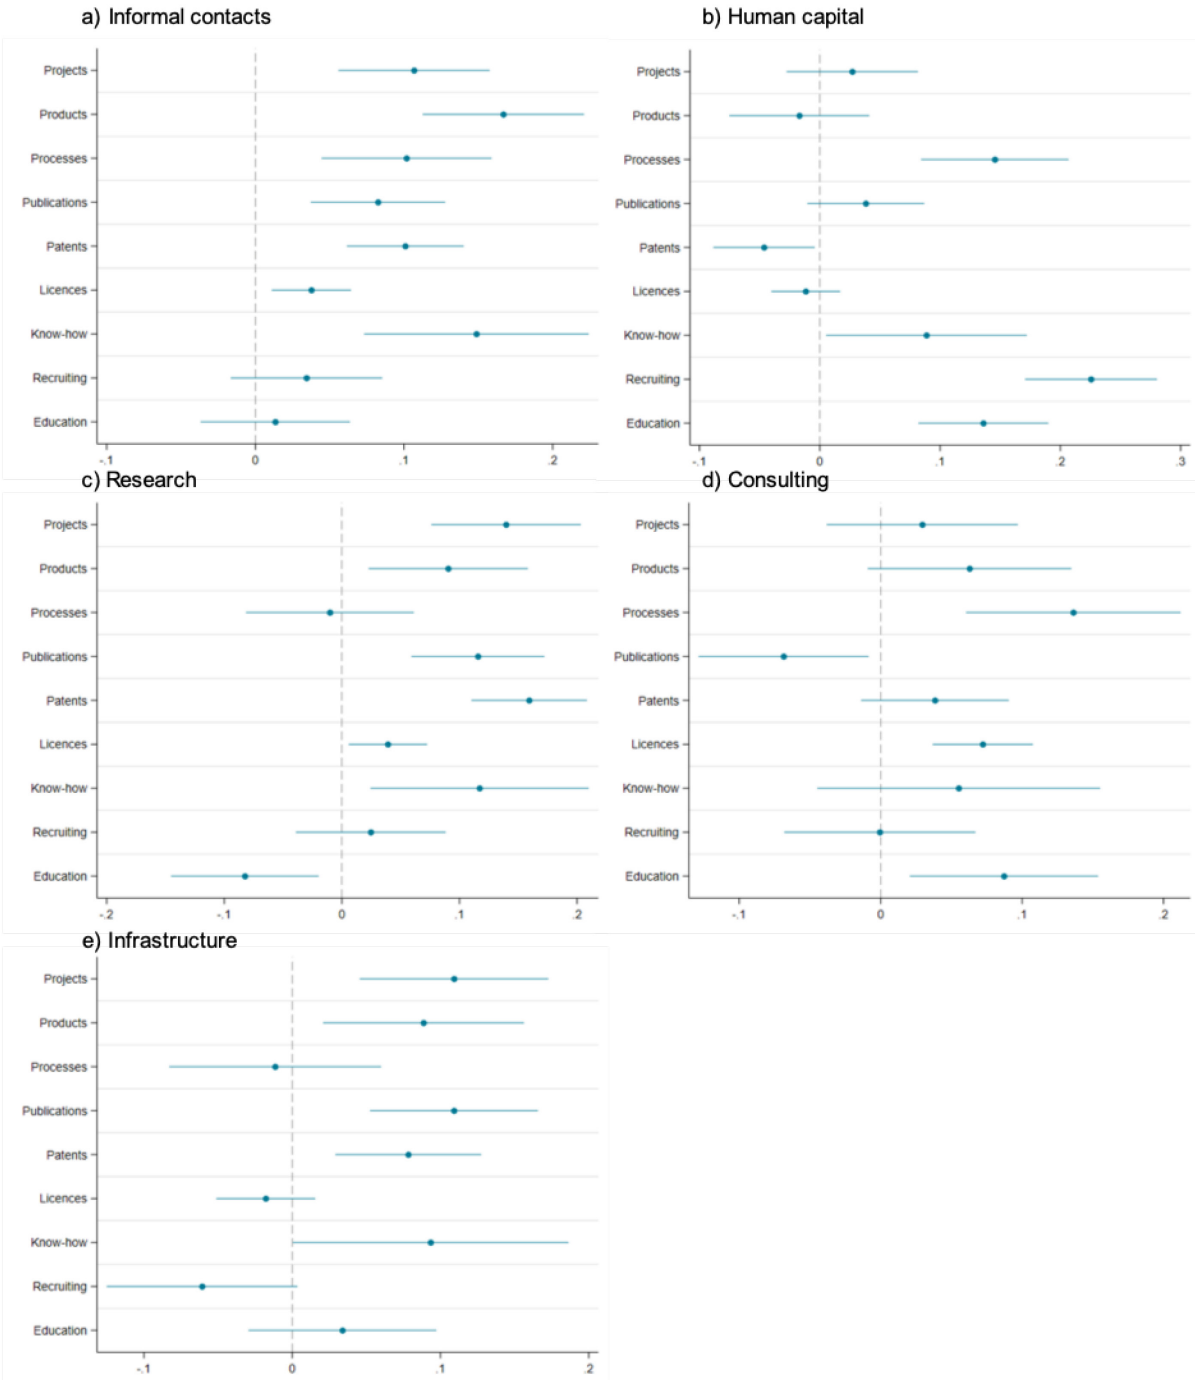 a) Informal contacts
Projects
Products
Processes
Publications
Patents
Licences
Know-how
Recruiting
Education
-.1 0 .1 .2
b) Human capital
Projects
Products
Processes
Publications
Patents
Licences
Know-how
Recruiting
Education
-.1 0 .1 .2 .3
c) Research
Projects
Products
Processes
Publications
Patents
Licences
Know-how
Recruiting
Education
-.2 -.1 0 .1 .2
d) Consulting
Projects
Products
Processes
Publications
Patents
Licences
Know-how
Recruiting
Education
-.1 0 .1 .2
e) Infrastructure
Projects
Products
Processes
Publications
Patents
Licences
Know-how
Recruiting
Education
-.1 0 .1 .2